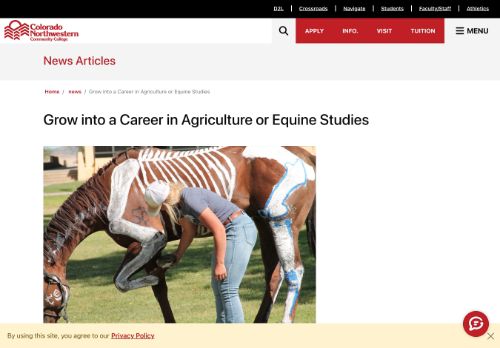 D2L | Crossroads | Navigate | Students | Faculty/Staff | Athletics
Colorado
Northwestern
Community College
APPLY INFO. VISIT TUITION MENU
News Articles
Home / news / Grow into a Career in Agriculture or Equine Studies
Grow into a Career in Agriculture or Equine Studies
By using this site, you agree to our Privacy Policy